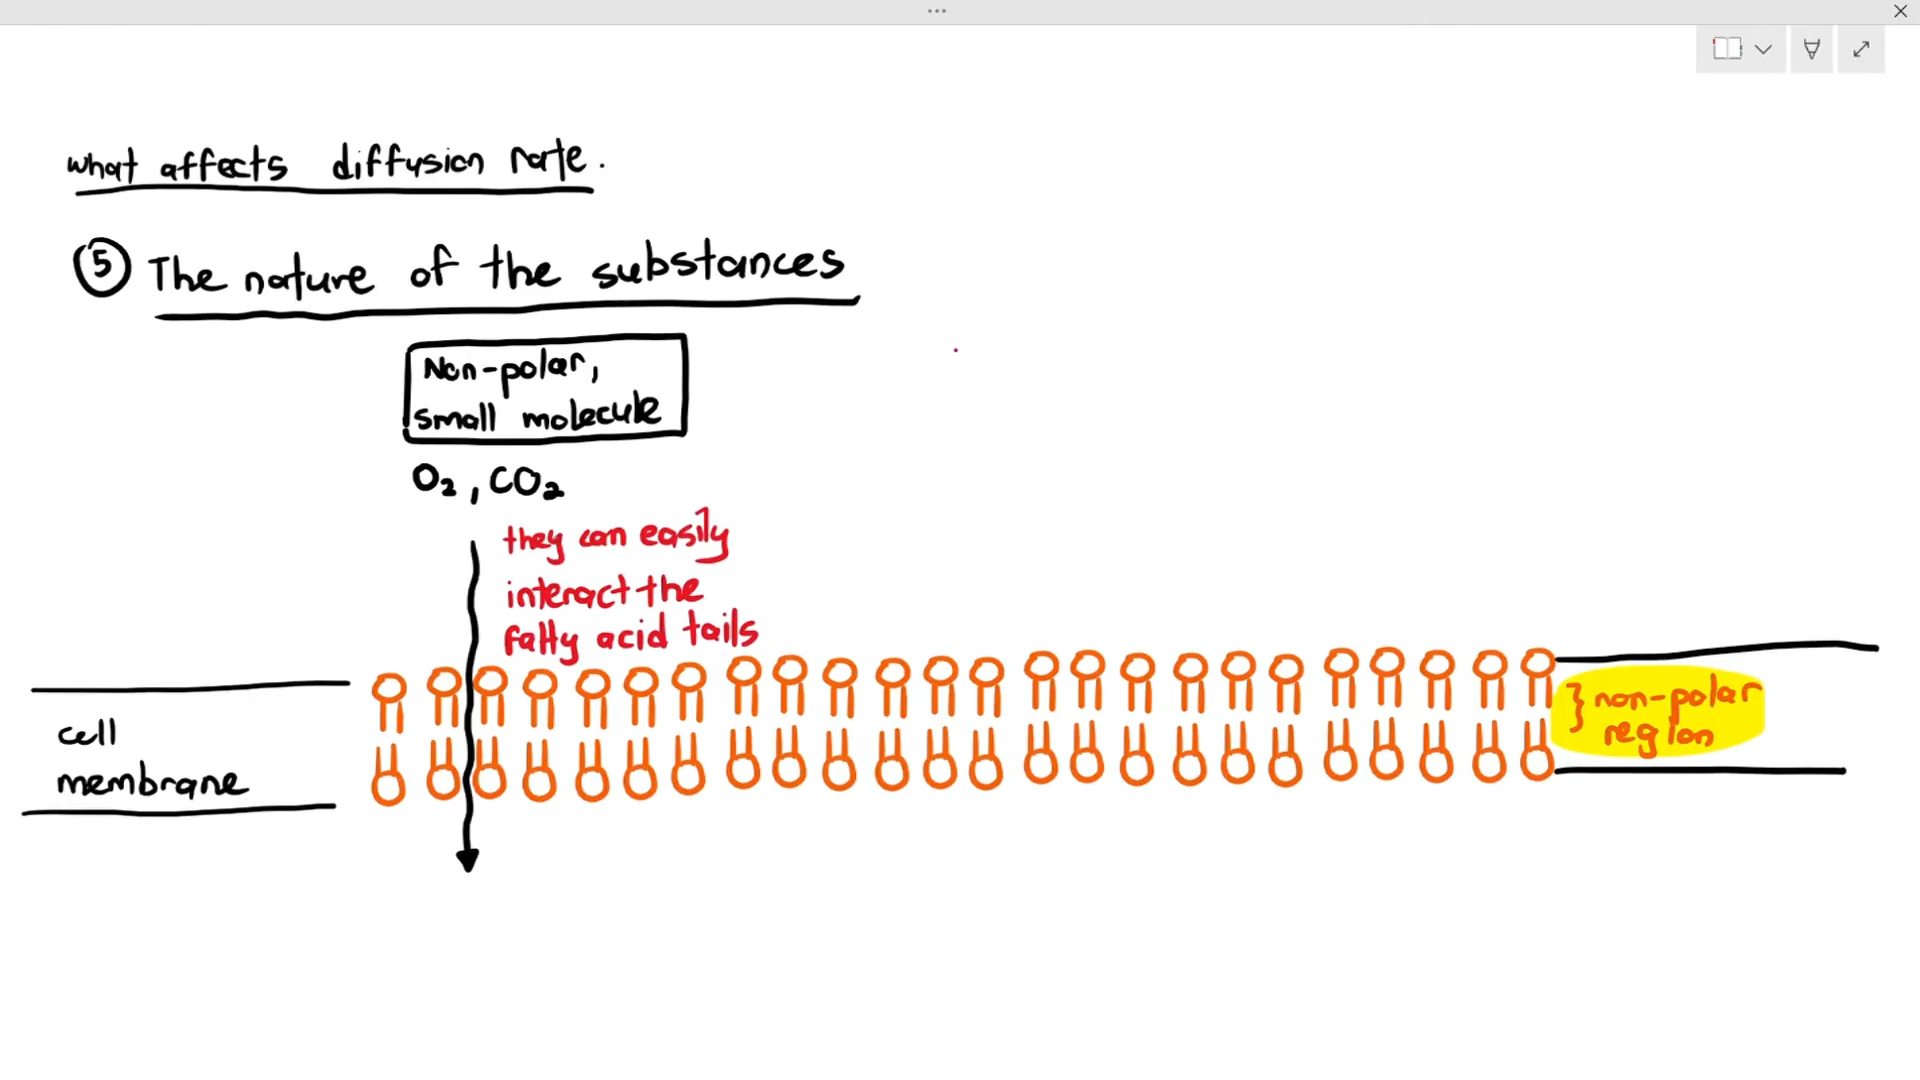 what affects diffusion rate.
⑤ The nature of the substances
Non-polar,
small molecule
O₂, CO₂
they can easily
interact the
fatty acid tails
cell
membrane
} non-polar
region